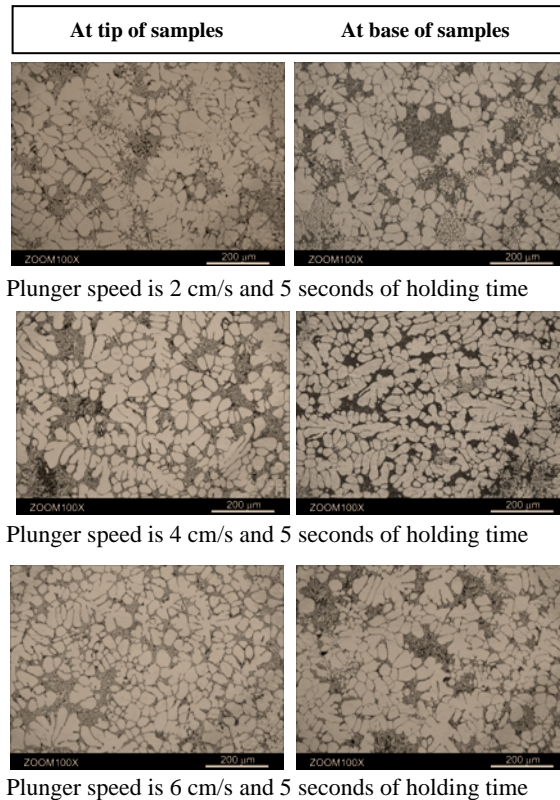 At tip of samples At base of samples
ZOOM100X 200 µm ZOOM100X 200 µm
Plunger speed is 2 cm/s and 5 seconds of holding time
ZOOM100X 200 µm ZOOM100X 200 µm
Plunger speed is 4 cm/s and 5 seconds of holding time
ZOOM100X 200 µm ZOOM100X 200 µm
Plunger speed is 6 cm/s and 5 seconds of holding time